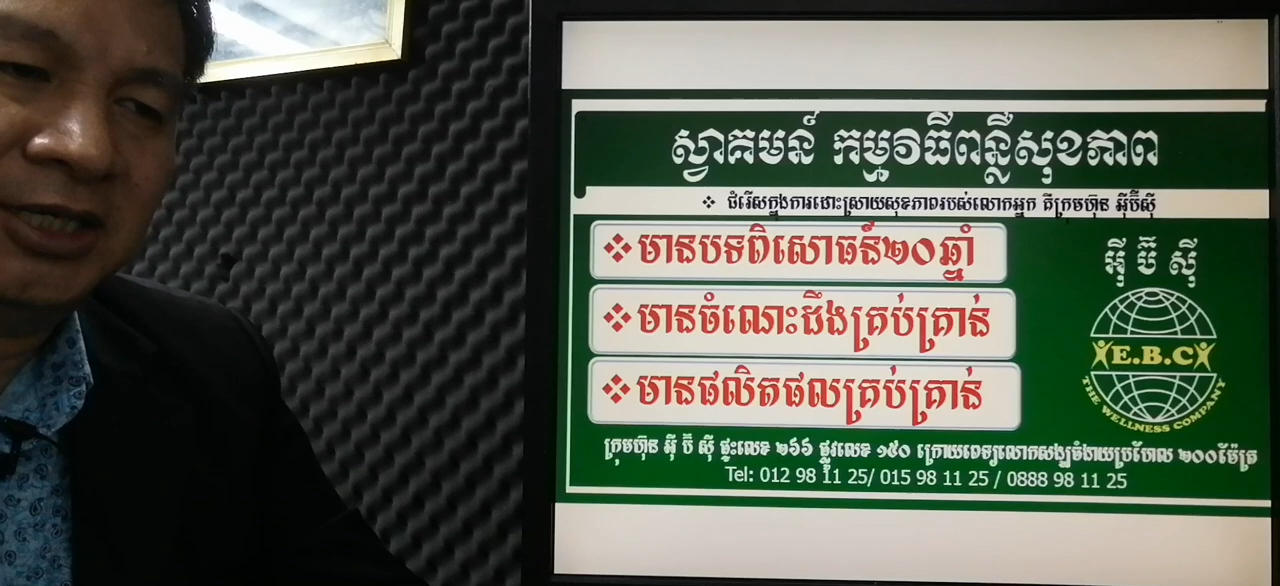 ស្វាគមន៍ កម្មវិធីពន្លឺសុខភាព
❖ ជំរើសក្នុងការដោះស្រាយសុខភាពរបស់លោកអ្នក គឺក្រុមហ៊ុន អ៊ីប៊ីស៊ី
❖មានបទពិសោធន៍២០ឆ្នាំ
❖មានចំណេះដឹងគ្រប់គ្រាន់
❖មានផលិតផលគ្រប់គ្រាន់
អ៊ី ប៊ី ស៊ី
E.B.C
THE WELLNESS COMPANY
ក្រុមហ៊ុន អ៊ី ប៊ី ស៊ី ផ្ទះលេខ ២៦៦ ផ្លូវលេខ ១៥០ ក្រោយពេទ្យលោកសង្ឃចំងាយប្រហែល ២០០ម៉ែត្រ
Tel: 012 98 11 25/ 015 98 11 25 / 0888 98 11 25